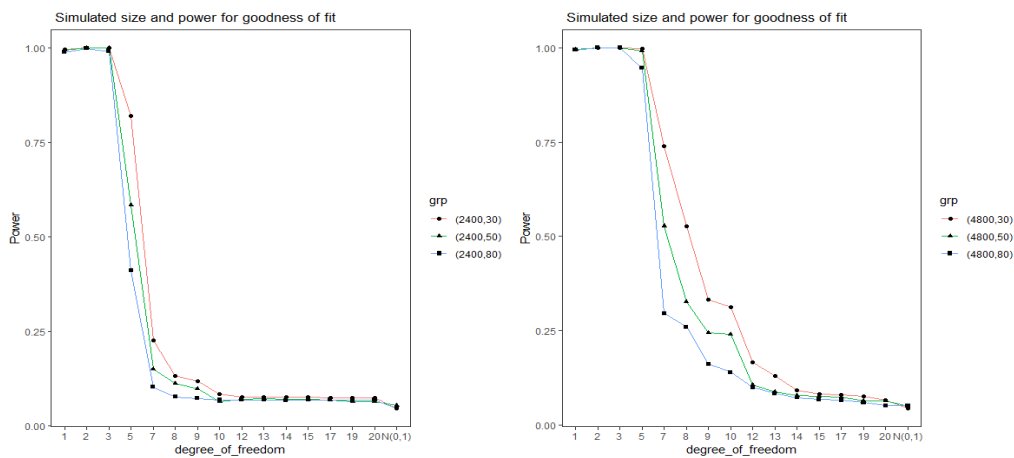 Simulated size and power for goodness of fit
1.00
0.75
0.50
0.25
0.00
Power
1 2 3 5 7 8 9 10 12 13 14 15 17 19 20 N(0,1)
degree_of_freedom
grp
(2400,30)
(2400,50)
(2400,80)
Simulated size and power for goodness of fit
1.00
0.75
0.50
0.25
0.00
Power
1 2 3 5 7 8 9 10 12 13 14 15 17 19 20 N(0,1)
degree_of_freedom
grp
(4800,30)
(4800,50)
(4800,80)